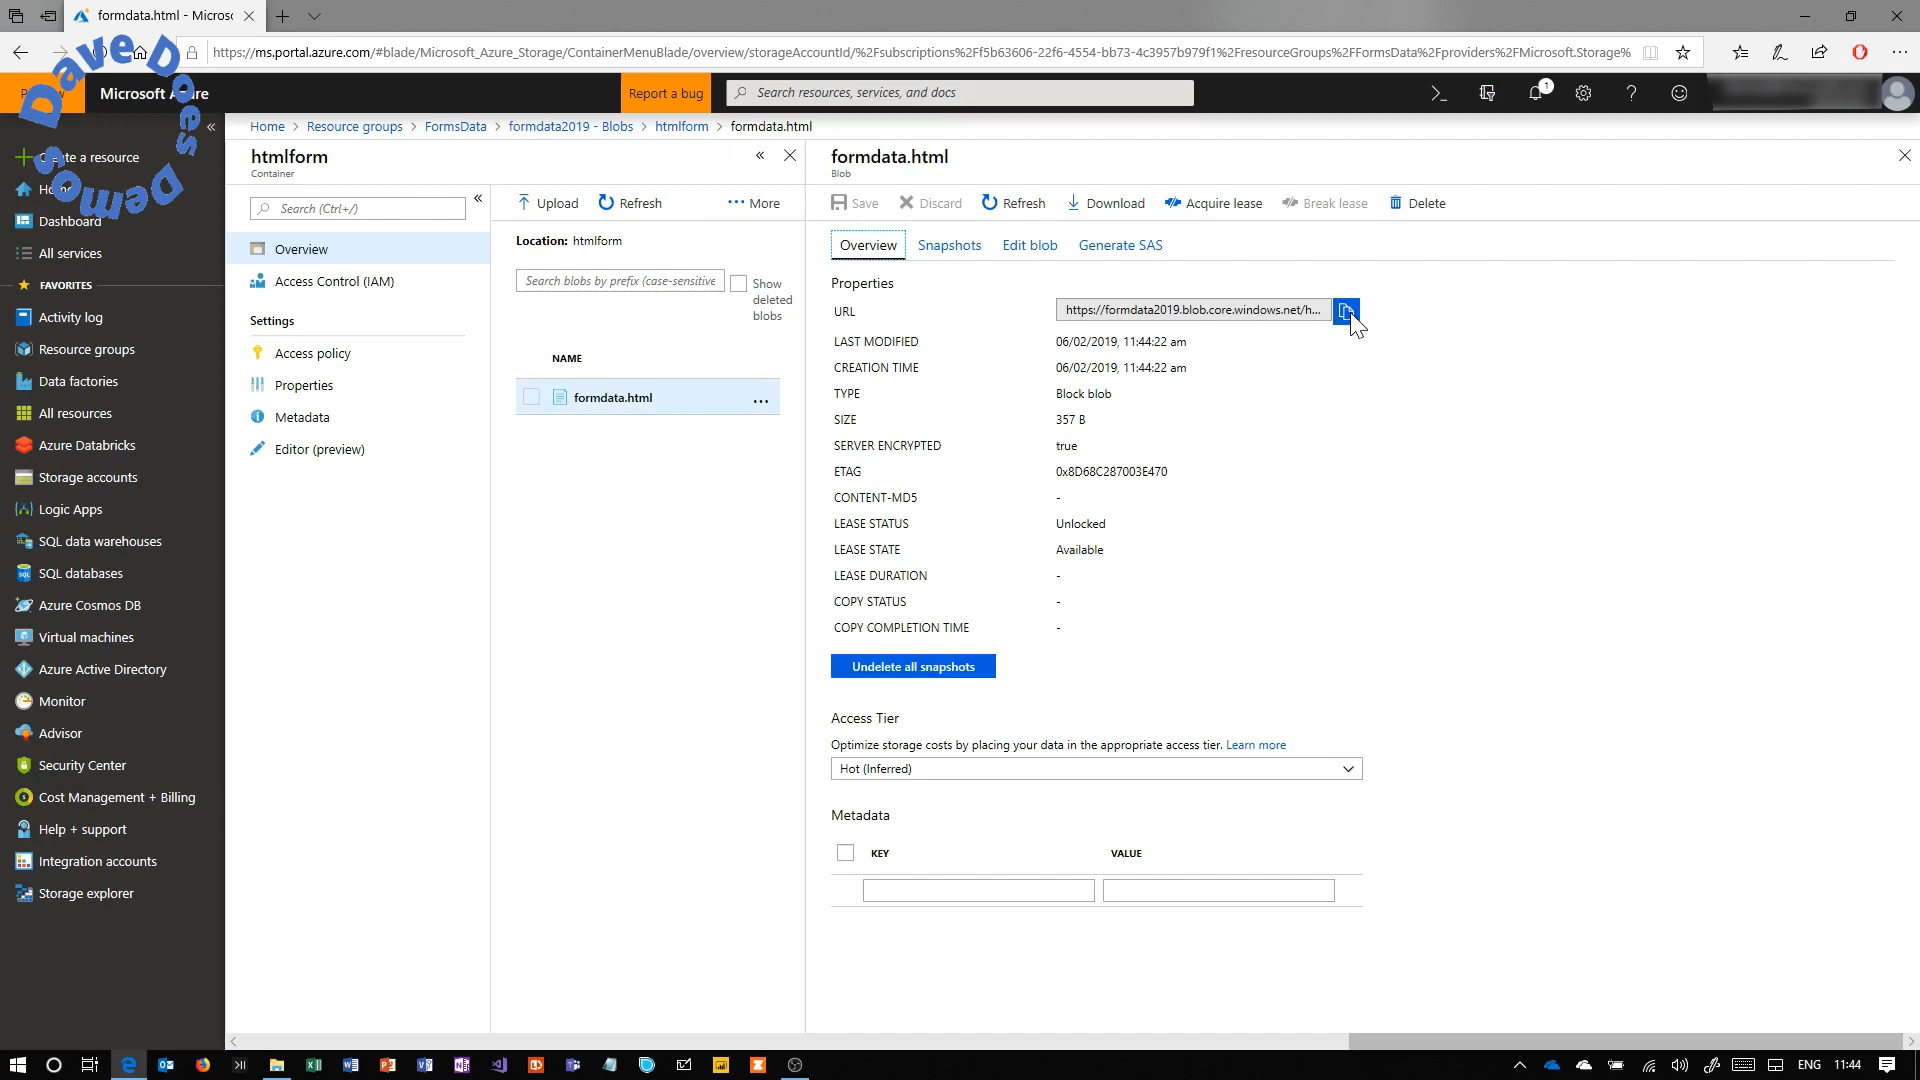 formdata.html - Microsc
https://ms.portal.azure.com/#blade/Microsoft_Azure_Storage/ContainerMenuBlade/overview/storageAccountId/%2Fsubscriptions%2Ff5b63606-22f6-4554-bb73-4c3957b979f1%2FresourceGroups%2FFormsData%2Fproviders%2FMicrosoft.Storage%
Dave Does Demos
Microsoft Azure
Report a bug
Search resources, services, and docs
1
Home > Resource groups > FormsData > formdata2019 - Blobs > htmlform > formdata.html
Create a resource
Home
Dashboard
All services
FAVORITES
Activity log
Resource groups
Data factories
All resources
Azure Databricks
Storage accounts
Logic Apps
SQL data warehouses
SQL databases
Azure Cosmos DB
Virtual machines
Azure Active Directory
Monitor
Advisor
Security Center
Cost Management + Billing
Help + support
Integration accounts
Storage explorer
htmlform
Container
Search (Ctrl+/)
Overview
Access Control (IAM)
Settings
Access policy
Properties
Metadata
Editor (preview)
Upload Refresh More
Location: htmlform
Search blobs by prefix (case-sensitive
Show
deleted
blobs
NAME
formdata.html
formdata.html
Blob
Save Discard Refresh Download Acquire lease Break lease Delete
Overview Snapshots Edit blob Generate SAS
Properties
URL https://formdata2019.blob.core.windows.net/h...
LAST MODIFIED 06/02/2019, 11:44:22 am
CREATION TIME 06/02/2019, 11:44:22 am
TYPE Block blob
SIZE 357 B
SERVER ENCRYPTED true
ETAG 0x8D68C287003E470
CONTENT-MD5 -
LEASE STATUS Unlocked
LEASE STATE Available
LEASE DURATION -
COPY STATUS -
COPY COMPLETION TIME -
Undelete all snapshots
Access Tier
Optimize storage costs by placing your data in the appropriate access tier. Learn more
Hot (Inferred)
Metadata
KEY VALUE
ENG 11:44